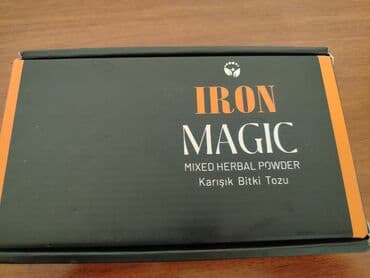 IRON
MAGIC
MIXED HERBAL POWDER
Karışık Bitki Tozu